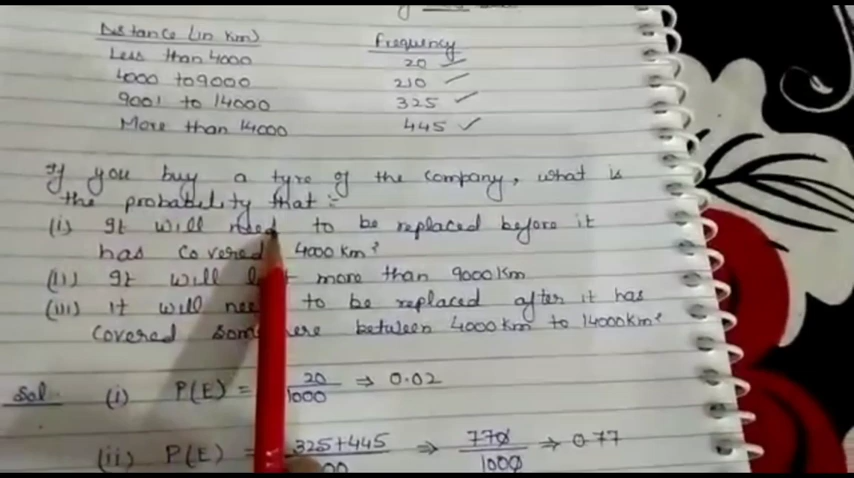 Distance (in km) Frequency
Less than 4000 20
4000 to 9000 210
9001 to 14000 325
More than 14000 445
If you buy a tyre of the company, what is
the probability that :-
(i) It will need to be replaced before it
has covered 4000 km?
(ii) It will more than 9000 km
(iii) it will to be replaced after it has
covered between 4000 km to 14000 km?
Sol. (i) P(E) = 20/1000 ⇒ 0.02
(ii) P(E) = 325+445 ⇒ 770/1000 ⇒ 0.77